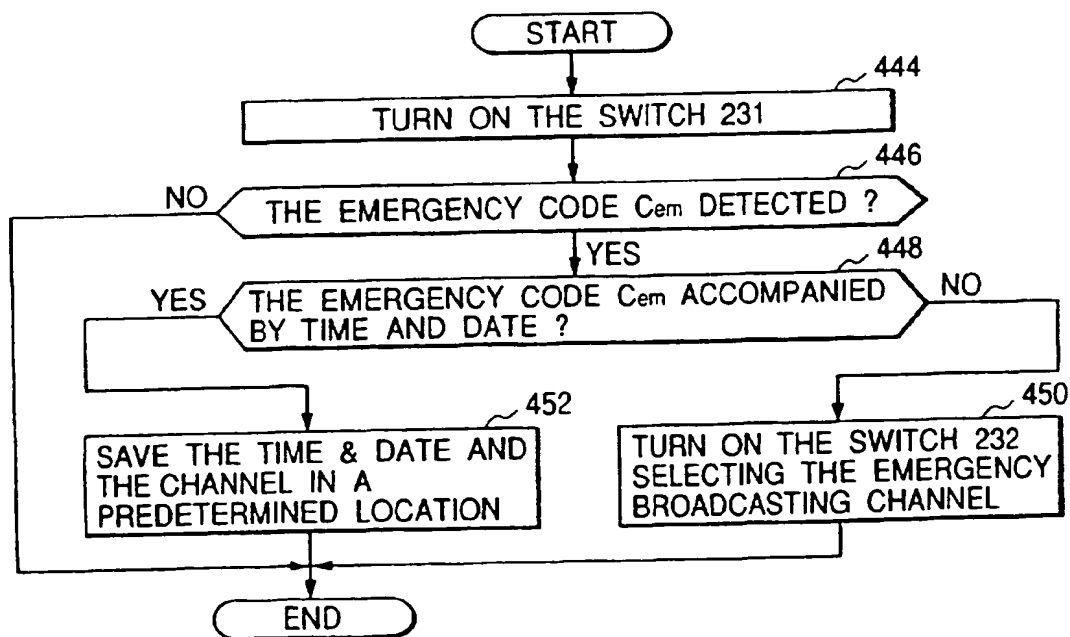 START
444
TURN ON THE SWITCH 231
446
NO
THE EMERGENCY CODE Cem DETECTED ?
YES
448
YES
THE EMERGENCY CODE Cem ACCOMPANIED
BY TIME AND DATE ?
NO
452
SAVE THE TIME & DATE AND
THE CHANNEL IN A
PREDETERMINED LOCATION
450
TURN ON THE SWITCH 232
SELECTING THE EMERGENCY
BROADCASTING CHANNEL
END